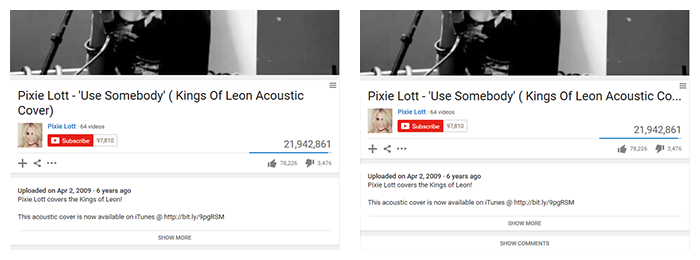 Pixie Lott - 'Use Somebody' ( Kings Of Leon Acoustic
Cover)
Pixie Lott · 64 videos
Subscribe 97,810
21,942,861
78,226 3,476
Uploaded on Apr 2, 2009 · 6 years ago
Pixie Lott covers the Kings of Leon!
This acoustic cover is now available on iTunes @ http://bit.ly/9pgRSM
SHOW MORE
Pixie Lott - 'Use Somebody' ( Kings Of Leon Acoustic Co...
Pixie Lott · 64 videos
Subscribe 97,810
21,942,861
78,226 3,476
Uploaded on Apr 2, 2009 · 6 years ago
Pixie Lott covers the Kings of Leon!
This acoustic cover is now available on iTunes @ http://bit.ly/9pgRSM
SHOW MORE
SHOW COMMENTS